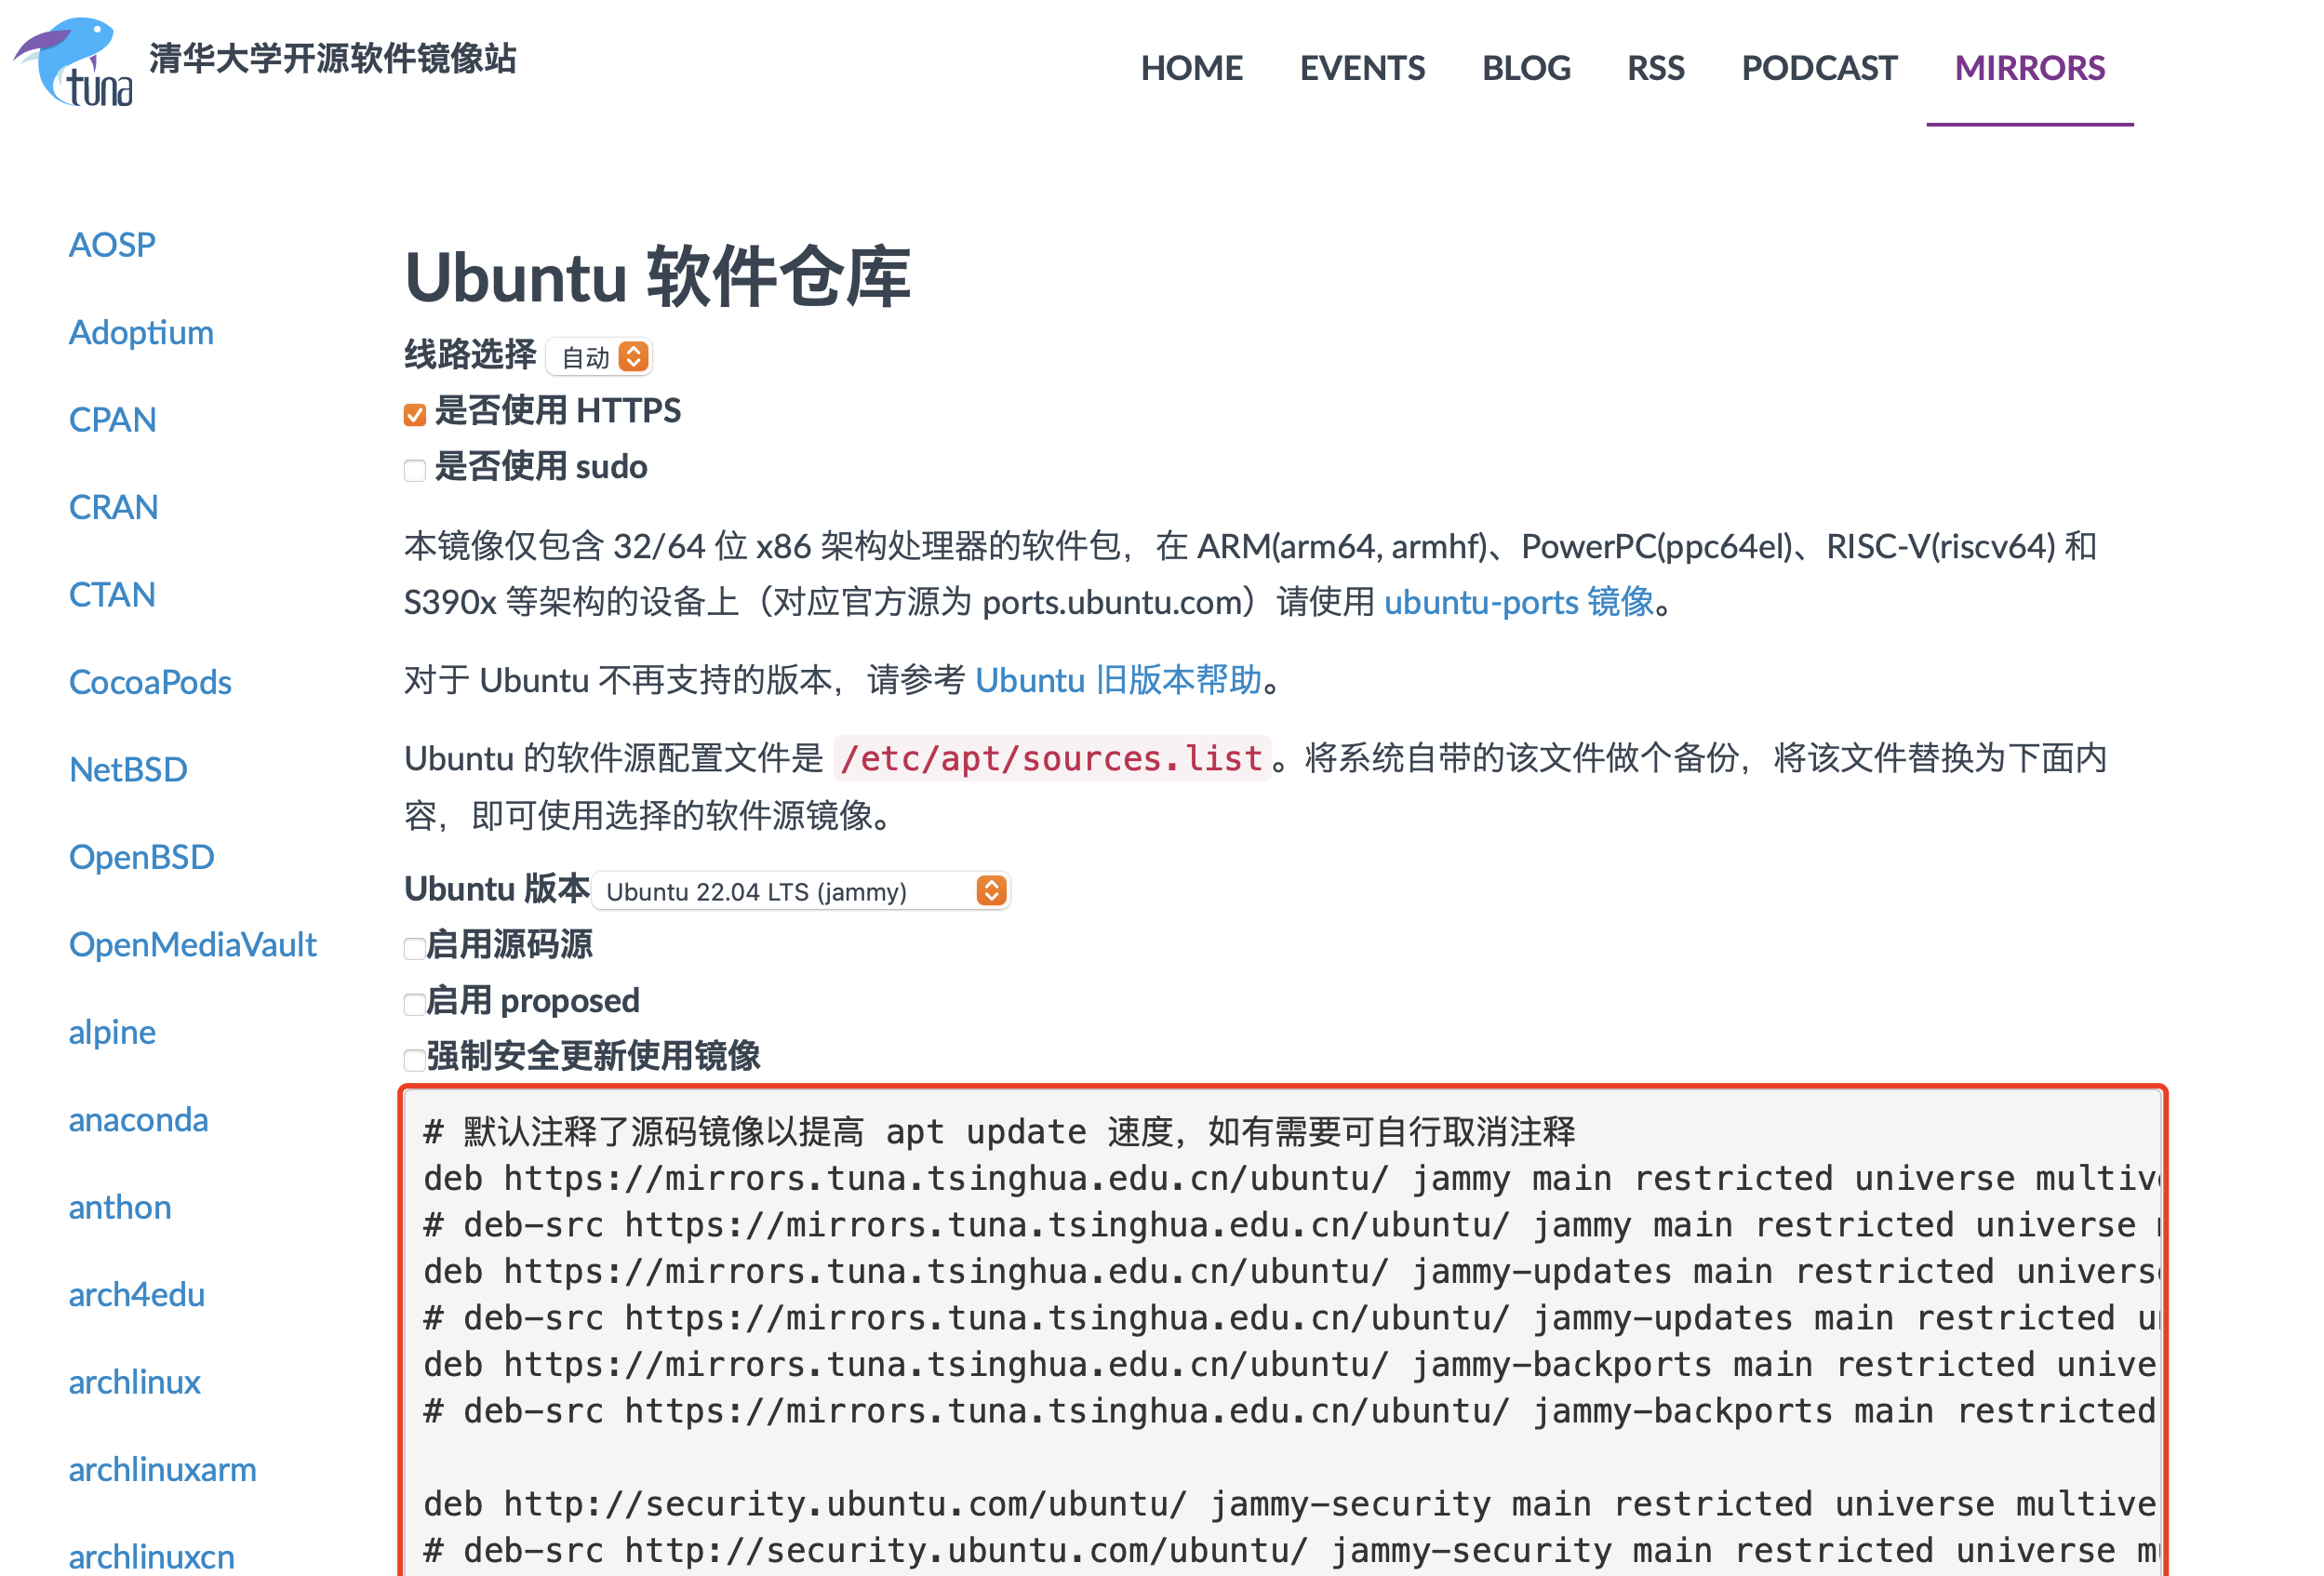 tuna
清华大学开源软件镜像站
HOME EVENTS BLOG RSS PODCAST MIRRORS
AOSP
Adoptium
CPAN
CRAN
CTAN
CocoaPods
NetBSD
OpenBSD
OpenMediaVault
alpine
anaconda
anthon
arch4edu
archlinux
archlinuxarm
archlinuxcn
Ubuntu 软件仓库
线路选择 自动
是否使用 HTTPS
是否使用 sudo
本镜像仅包含 32/64 位 x86 架构处理器的软件包，在 ARM(arm64, armhf)、PowerPC(ppc64el)、RISC-V(riscv64) 和
S390x 等架构的设备上（对应官方源为 ports.ubuntu.com）请使用 ubuntu-ports 镜像。
对于 Ubuntu 不再支持的版本，请参考 Ubuntu 旧版本帮助。
Ubuntu 的软件源配置文件是 /etc/apt/sources.list。将系统自带的该文件做个备份，将该文件替换为下面内
容，即可使用选择的软件源镜像。
Ubuntu 版本 Ubuntu 22.04 LTS (jammy)
启用源码源
启用 proposed
强制安全更新使用镜像
# 默认注释了源码镜像以提高 apt update 速度，如有需要可自行取消注释
deb https://mirrors.tuna.tsinghua.edu.cn/ubuntu/ jammy main restricted universe
# deb-src https://mirrors.tuna.tsinghua.edu.cn/ubuntu/ jammy main restricted universe
deb https://mirrors.tuna.tsinghua.edu.cn/ubuntu/ jammy-updates main restricted
# deb-src https://mirrors.tuna.tsinghua.edu.cn/ubuntu/ jammy-updates main restricted
deb https://mirrors.tuna.tsinghua.edu.cn/ubuntu/ jammy-backports main restricted unive
# deb-src https://mirrors.tuna.tsinghua.edu.cn/ubuntu/ jammy-backports main restricted
deb http://security.ubuntu.com/ubuntu/ jammy-security main restricted universe multive
# deb-src http://security.ubuntu.com/ubuntu/ jammy-security main restricted universe